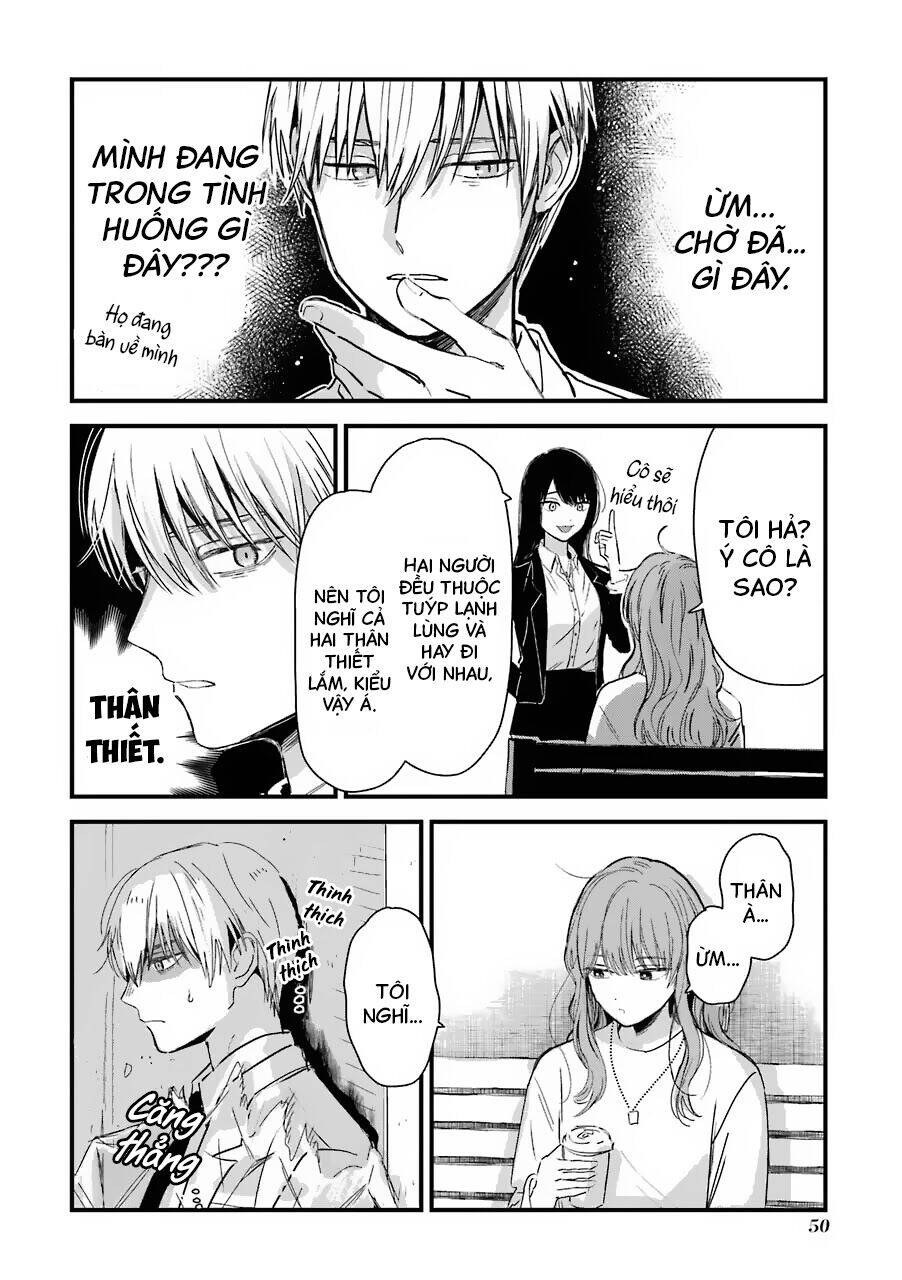 ỪM...
CHỜ ĐÃ...
GÌ ĐÂY.
MÌNH ĐANG
TRONG TÌNH
HUỐNG GÌ
ĐÂY???
Họ đang
bàn về mình
TÔI HẢ?
Ý CÔ LÀ
SAO?
Cô sẽ
hiểu thôi
HAI NGƯỜI
ĐỀU THUỘC
TUÝP LẠNH
LÙNG VÀ
HAY ĐI
VỚI NHAU,
NÊN TÔI
NGHĨ CẢ
HAI THÂN
THIẾT
LẮM, KIỂU
VẬY Á.
THÂN
THIẾT.
THÂN
À...
ỪM...
TÔI
NGHĨ...
Thình
thịch
Thình
thịch
Căng
thẳng
50